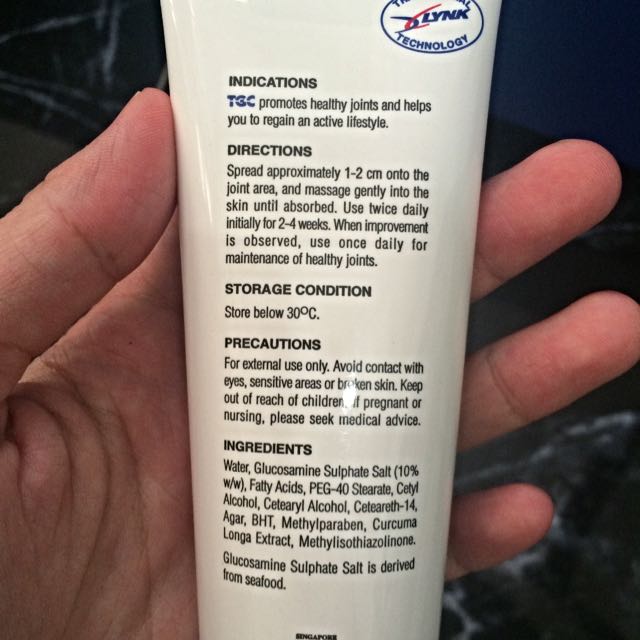 LYNK
TECHNOLOGY
INDICATIONS
TGC promotes healthy joints and helps
you to regain an active lifestyle.
DIRECTIONS
Spread approximately 1-2 cm onto the
joint area, and massage gently into the
skin until absorbed. Use twice daily
initially for 2-4 weeks. When improvement
is observed, use once daily for
maintenance of healthy joints.
STORAGE CONDITION
Store below 30ºC.
PRECAUTIONS
For external use only. Avoid contact with
eyes, sensitive areas or broken skin. Keep
out of reach of children. If pregnant or
nursing, please seek medical advice.
INGREDIENTS
Water, Glucosamine Sulphate Salt (10%
w/w), Fatty Acids, PEG-40 Stearate, Cetyl
Alcohol, Cetearyl Alcohol, Ceteareth-14,
Agar, BHT, Methylparaben, Curcuma
Longa Extract, Methylisothiazolinone.
Glucosamine Sulphate Salt is derived
from seafood.
SINGAPORE